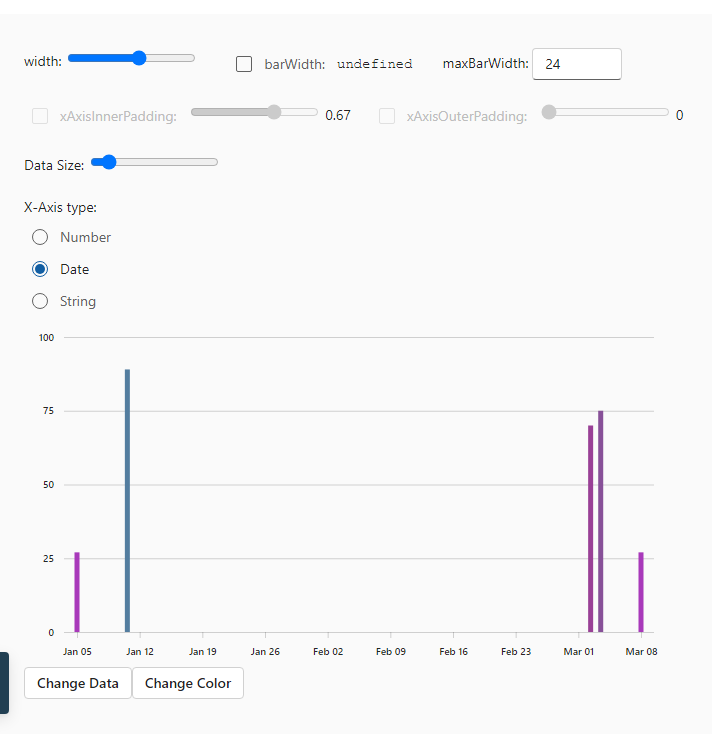 width: barWidth: undefined maxBarWidth: 24
xAxisInnerPadding: 0.67 xAxisOuterPadding: 0
Data Size:
X-Axis type:
Number
Date
String
100
75
50
25
0
Jan 05 Jan 12 Jan 19 Jan 26 Feb 02 Feb 09 Feb 16 Feb 23 Mar 01 Mar 08
Change Data Change Color